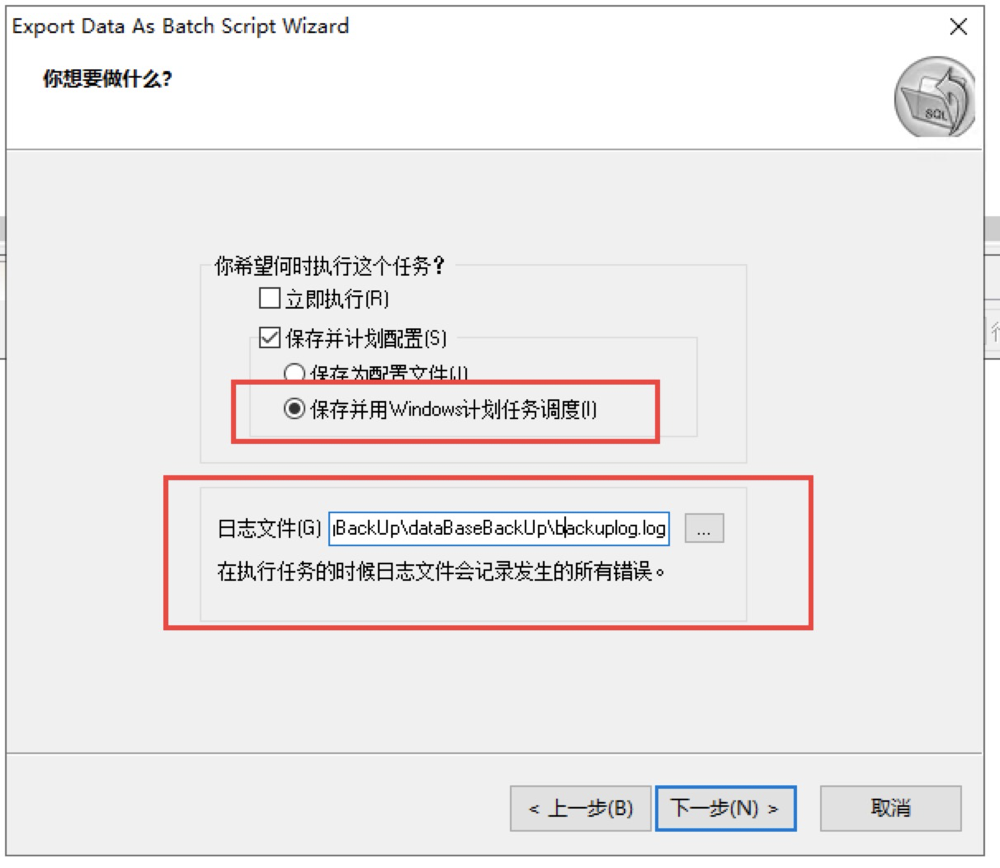 Export Data As Batch Script Wizard
你想要做什么?
SQL
你希望何时执行这个任务?
立即执行(R)
保存并计划配置(S)
保存为配置文件(J)
保存并用Windows计划任务调度(I)
日志文件(G) BackUp\dataBaseBackUp\backuplog.log ...
在执行任务的时候日志文件会记录发生的所有错误。
< 上一步(B) 下一步(N) > 取消